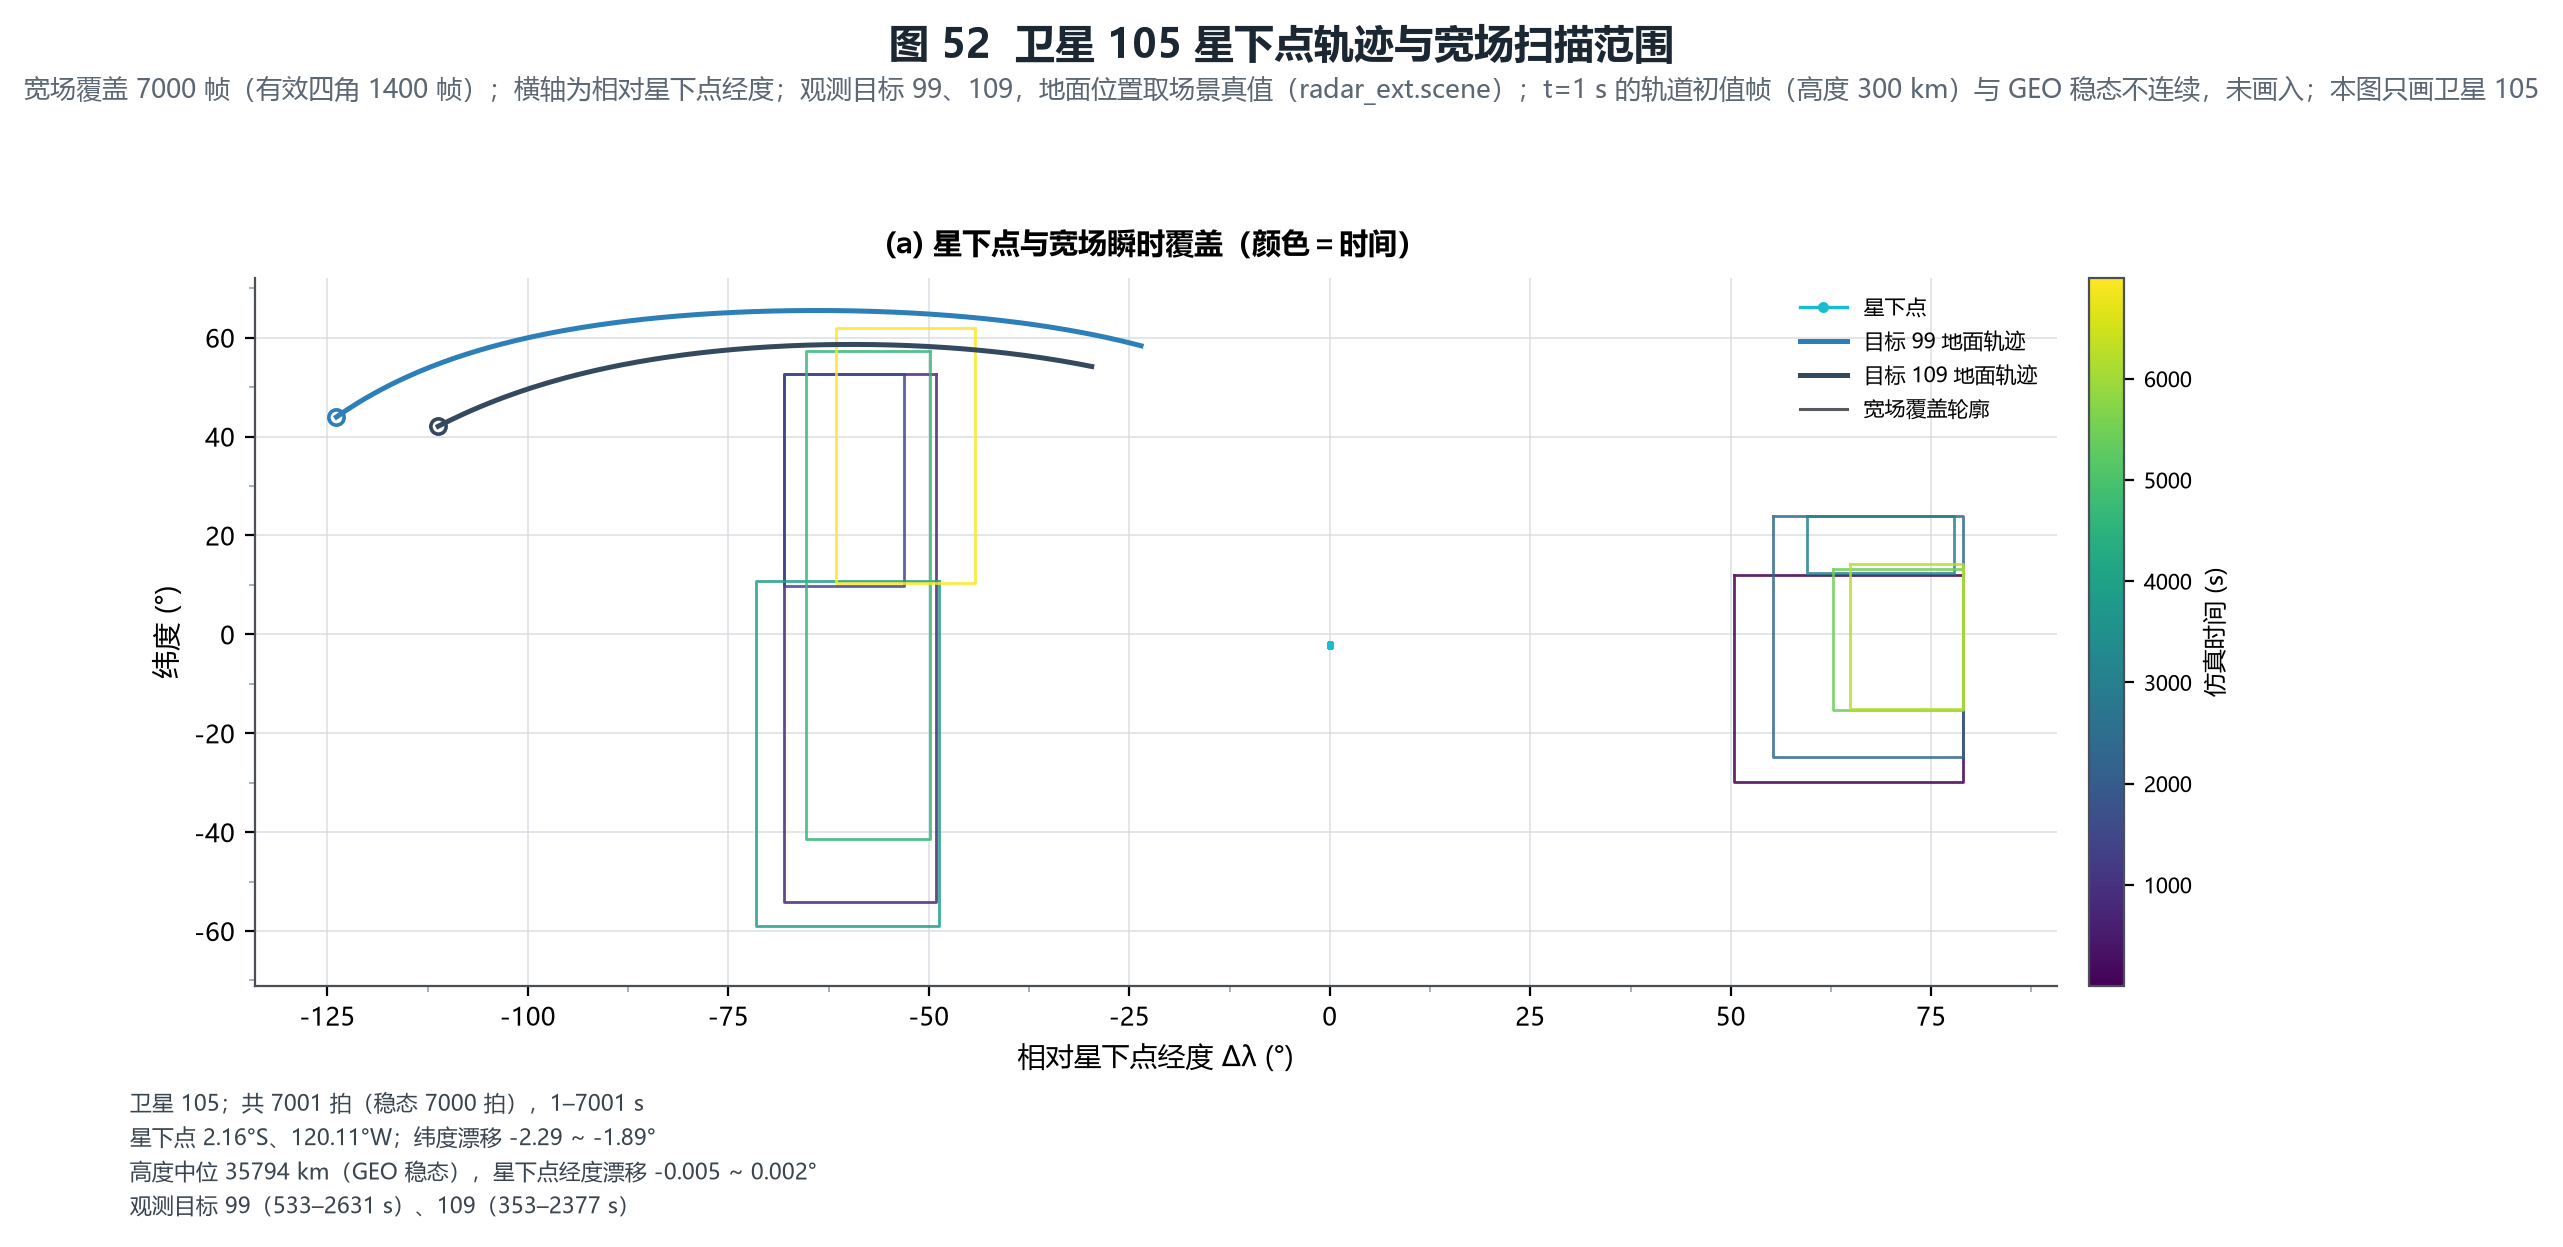 图 52 卫星 105 星下点轨迹与宽场扫描范围
宽场覆盖 7000 帧（有效四角 1400 帧）；横轴为相对星下点经度；观测目标 99、109，地面位置取场景真值（radar_ext.scene）；t=1 s 的轨道初值帧（高度 300 km）与 GEO 稳态不连续，未画入；本图只画卫星 105
(a) 星下点与宽场瞬时覆盖（颜色＝时间）
星下点
目标 99 地面轨迹
目标 109 地面轨迹
宽场覆盖轮廓
纬度 (°)
60
40
20
0
-20
-40
-60
-125
-100
-75
-50
-25
0
25
50
75
相对星下点经度 Δλ (°)
6000
5000
4000
3000
2000
1000
仿真时间 (s)
卫星 105；共 7001 拍（稳态 7000 拍），1–7001 s
星下点 2.16°S、120.11°W；纬度漂移 -2.29 ~ -1.89°
高度中位 35794 km（GEO 稳态），星下点经度漂移 -0.005 ~ 0.002°
观测目标 99（533–2631 s）、109（353–2377 s）